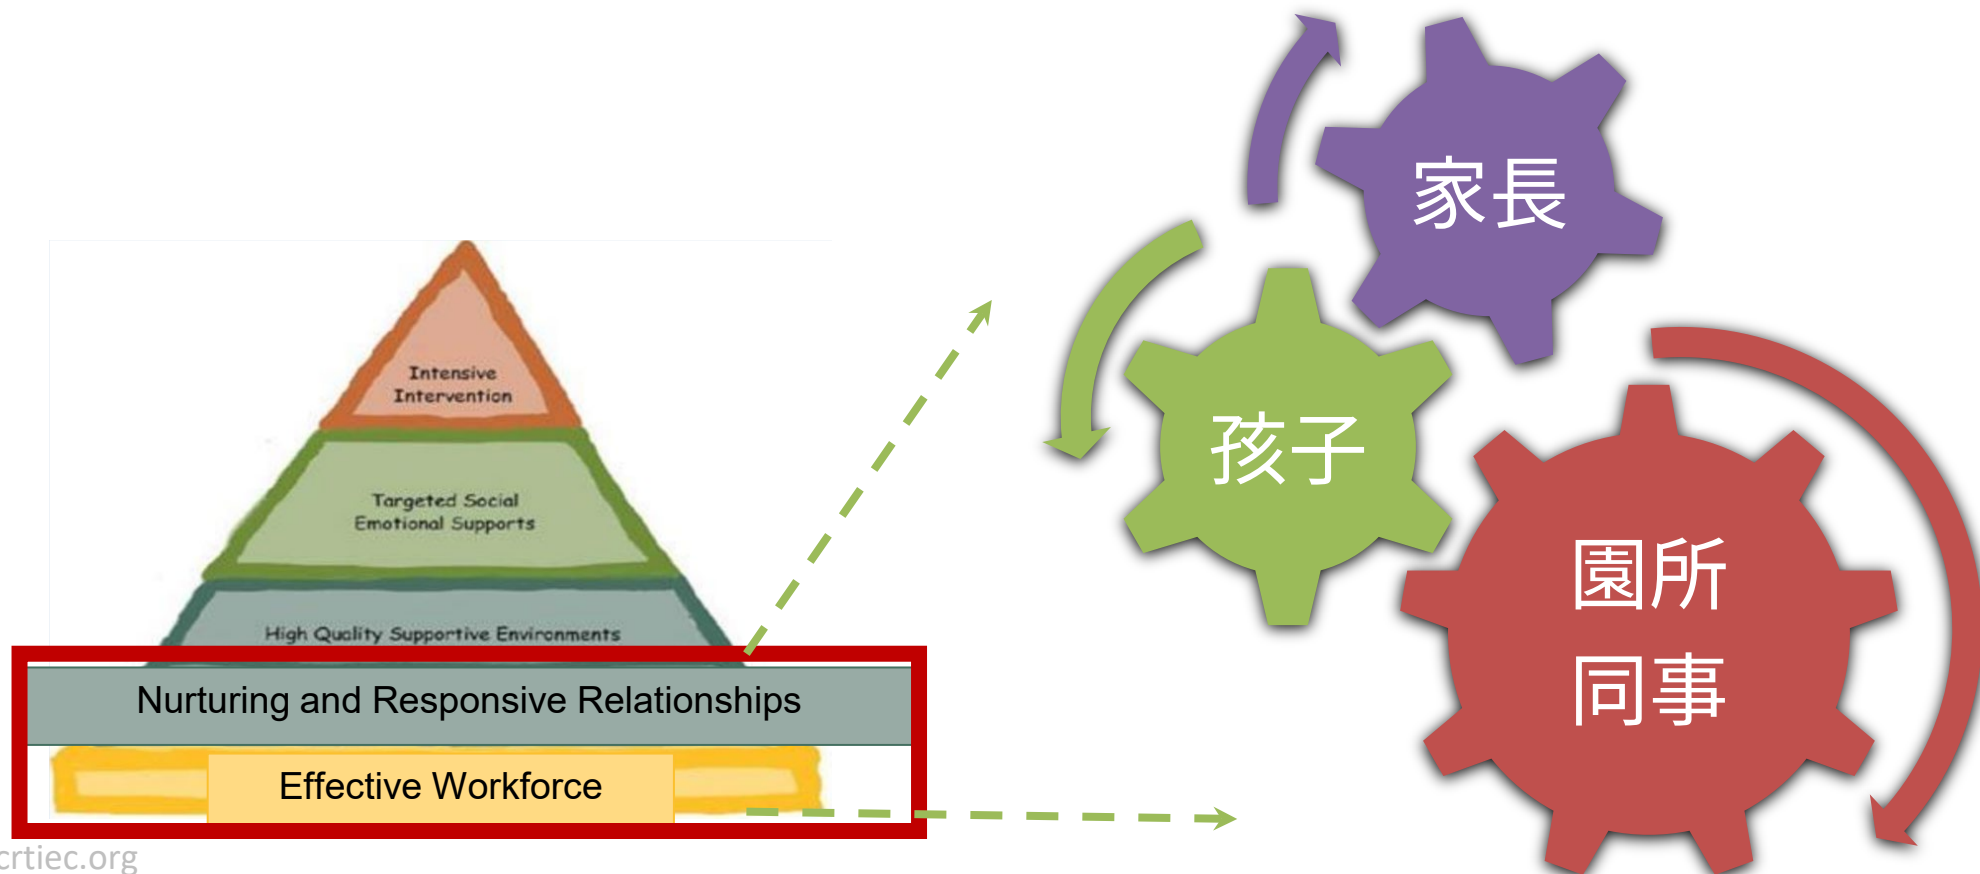 Intensive
Intervention
Targeted Social
Emotional Supports
High Quality Supportive Environments
Nurturing and Responsive Relationships
Effective Workforce
crtiec.org
家長
孩子
園所
同事